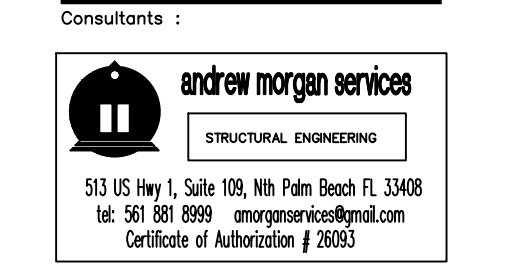 Consultants :
andrew morgan services
STRUCTURAL ENGINEERING
513 US Hwy 1, Suite 109, Nth Palm Beach FL 33408
tel: 561 881 8999 amorganservices@gmail.com
Certificate of Authorization # 26093